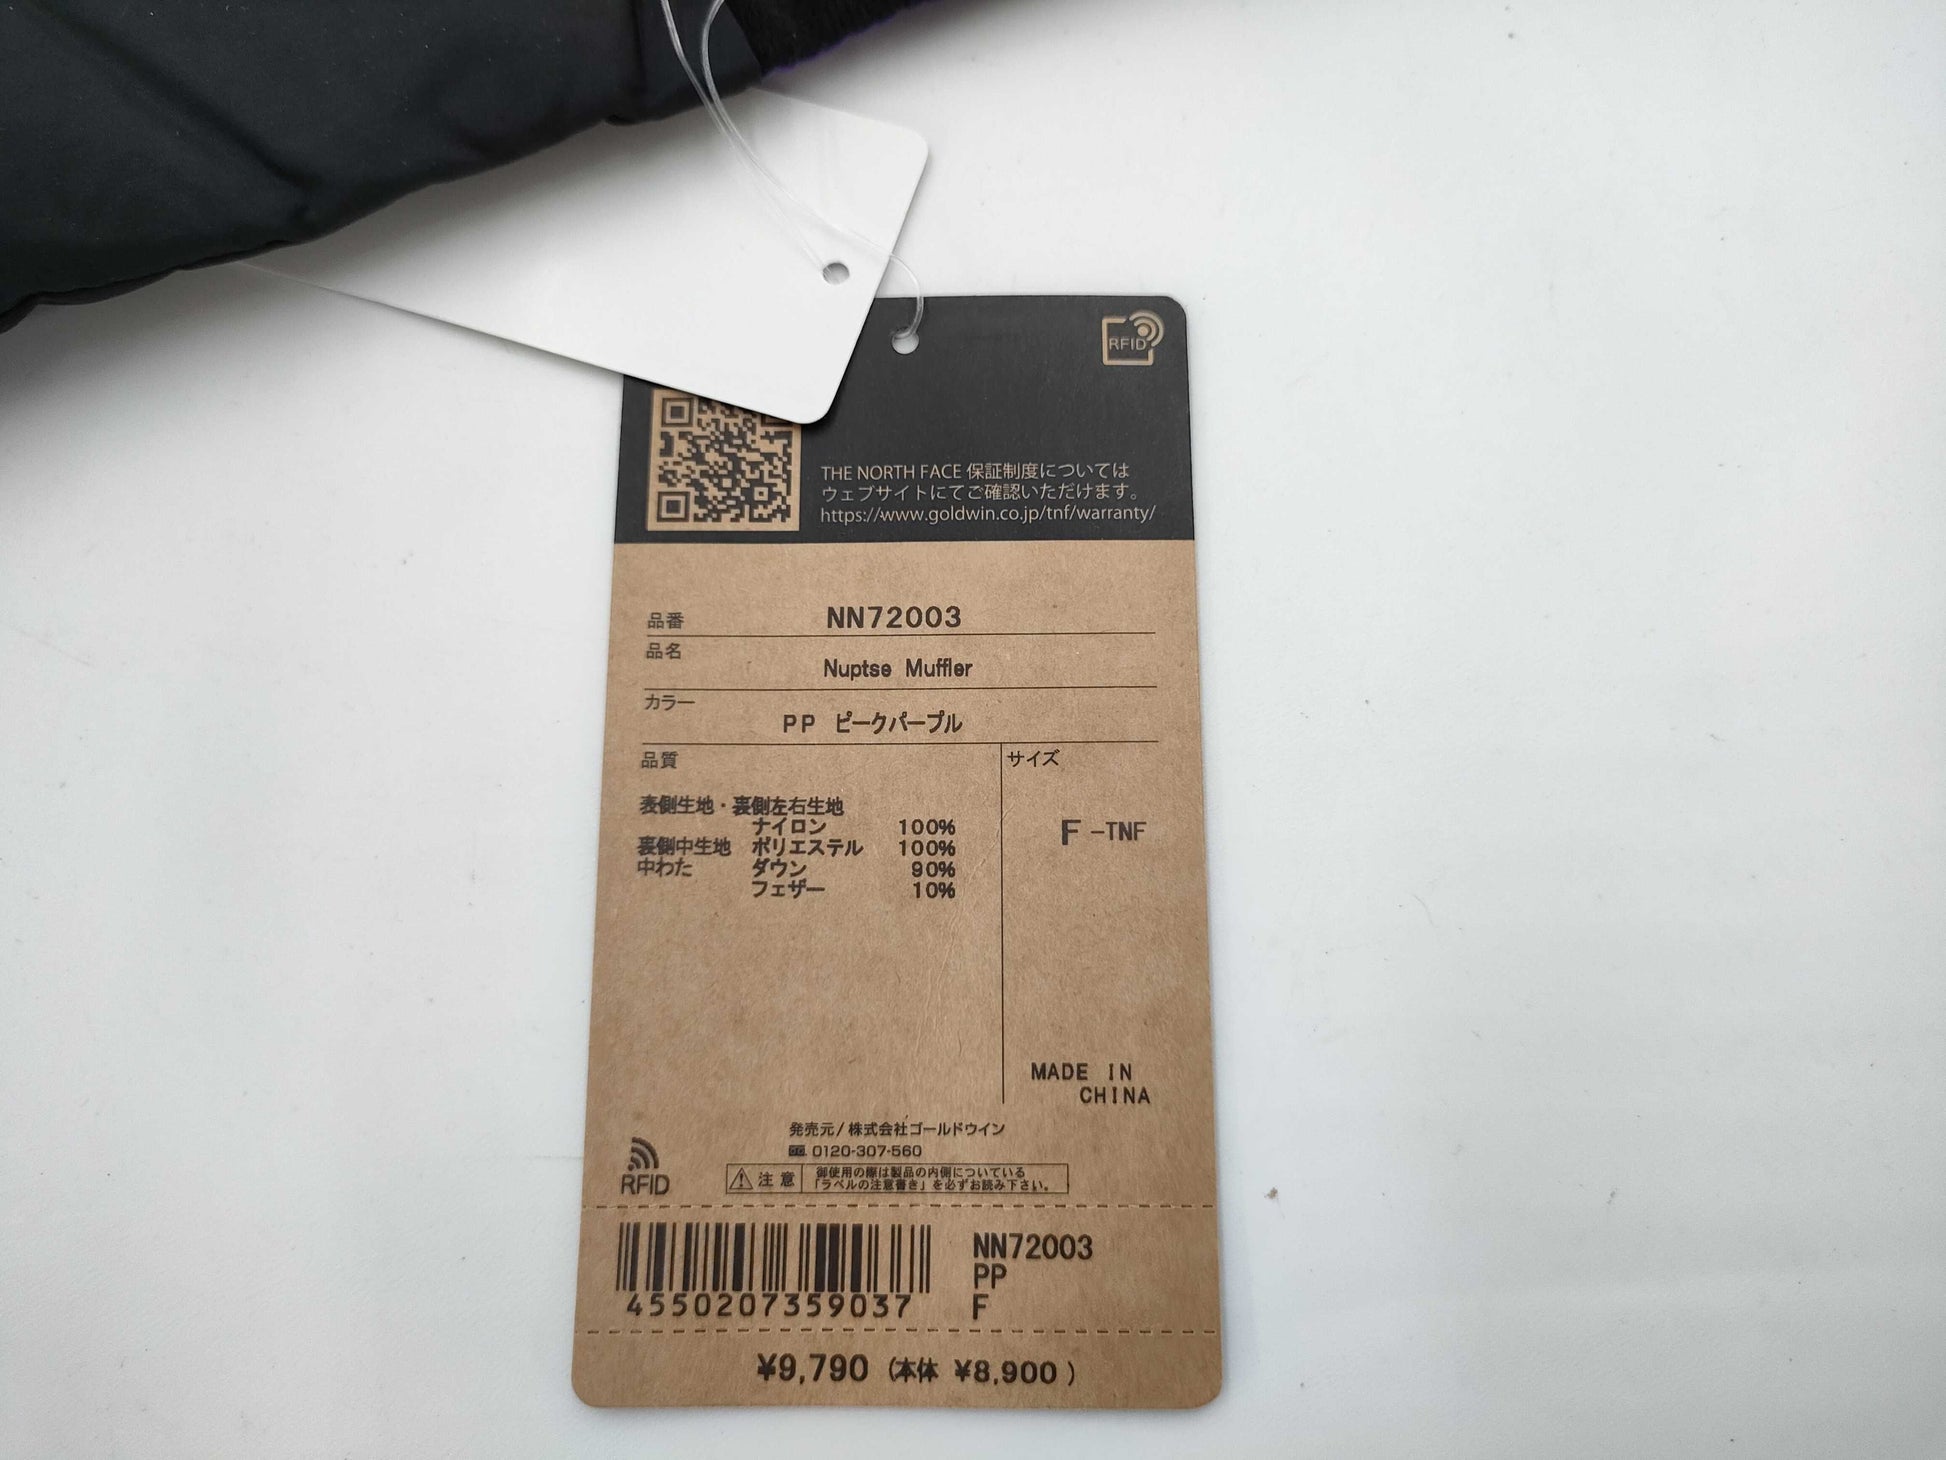 RFID
THE NORTH FACE 保証制度については
ウェブサイトにてご確認いただけます。
https://www.goldwin.co.jp/tnf/warranty/
品番 NN72003
品名 Nuptse Muffler
カラー PP ピークパープル
品質
表側生地・裏側左右生地
ナイロン 100%
裏側中生地 ポリエステル 100%
中わた ダウン 90%
フェザー 10%
サイズ
F -TNF
MADE IN
CHINA
発売元/株式会社ゴールドウイン
0120-307-560
RFID
注意 御使用の際は製品の内側についている
「ラベルの注意書き」を必ずお読み下さい。
4550207359037
NN72003
PP
F
¥9,790 (本体 ¥8,900 )